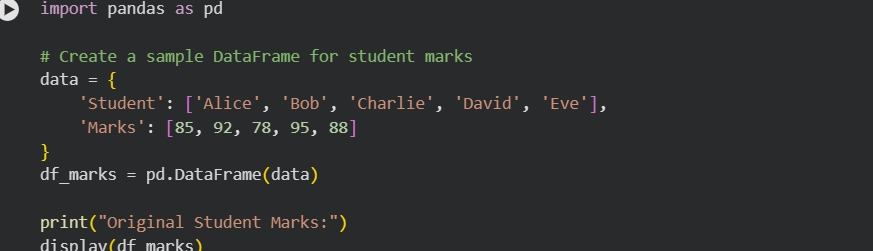 import pandas as pd
# Create a sample DataFrame for student marks
data = {
    'Student': ['Alice', 'Bob', 'Charlie', 'David', 'Eve'],
    'Marks': [85, 92, 78, 95, 88]
}
df_marks = pd.DataFrame(data)
print("Original Student Marks:")
display(df_marks)